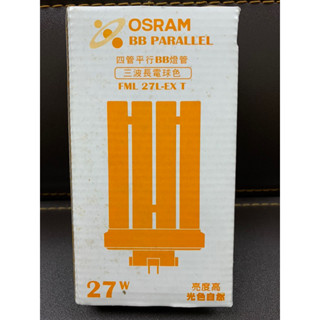 OSRAM
BB PARALLEL
四管平行BB燈管
三波長電球色
FML 27L-EX T
27W
亮度高
光色自然